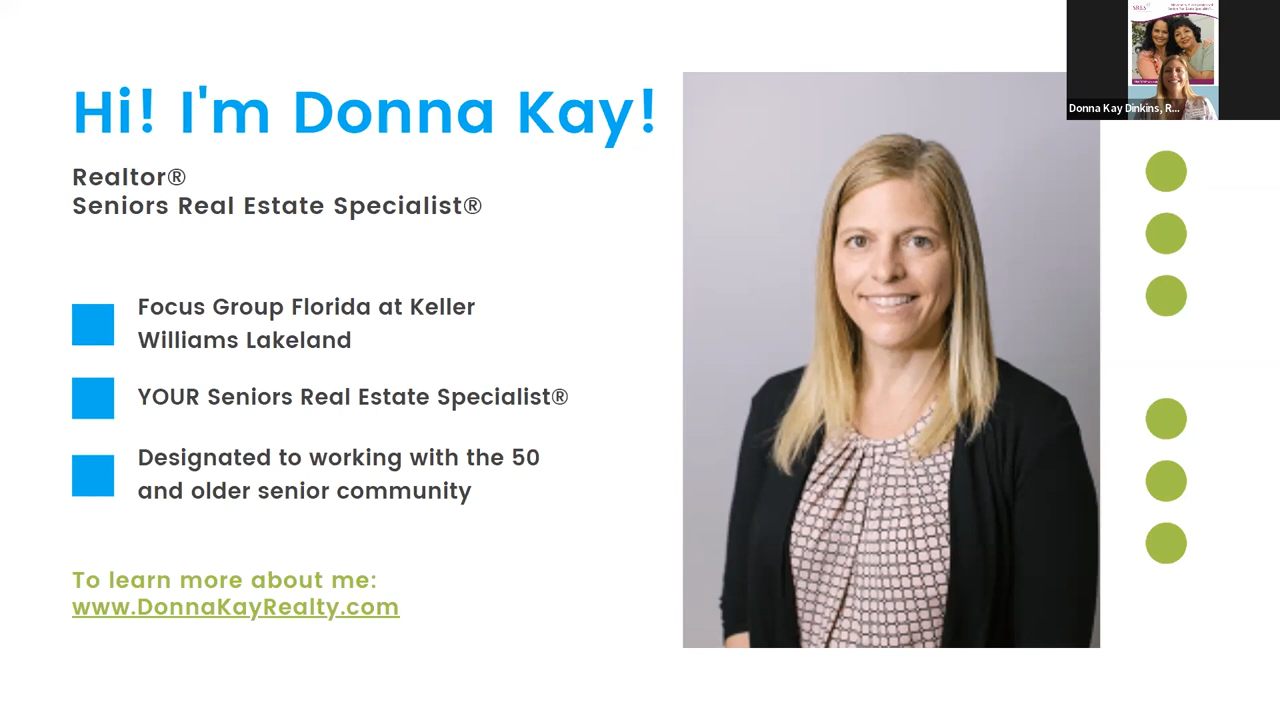 Hi! I'm Donna Kay!
Realtor®
Seniors Real Estate Specialist®
Focus Group Florida at Keller
Williams Lakeland
YOUR Seniors Real Estate Specialist®
Designated to working with the 50
and older senior community
To learn more about me:
www.DonnaKayRealty.com
Donna Kay Dinkins, R...